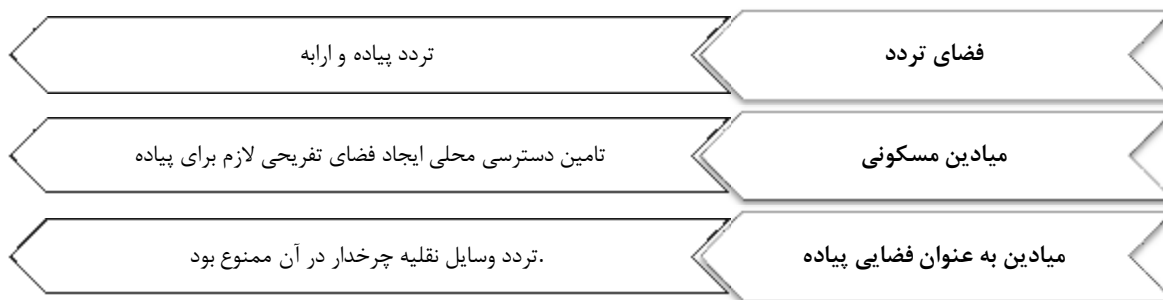 فضای تردد
تردد پیاده و ارابه
میادین مسکونی
تامین دسترسی محلی ایجاد فضای تفریحی لازم برای پیاده
میادین به عنوان فضایی پیاده
.تردد وسایل نقلیه چرخدار در آن ممنوع بود